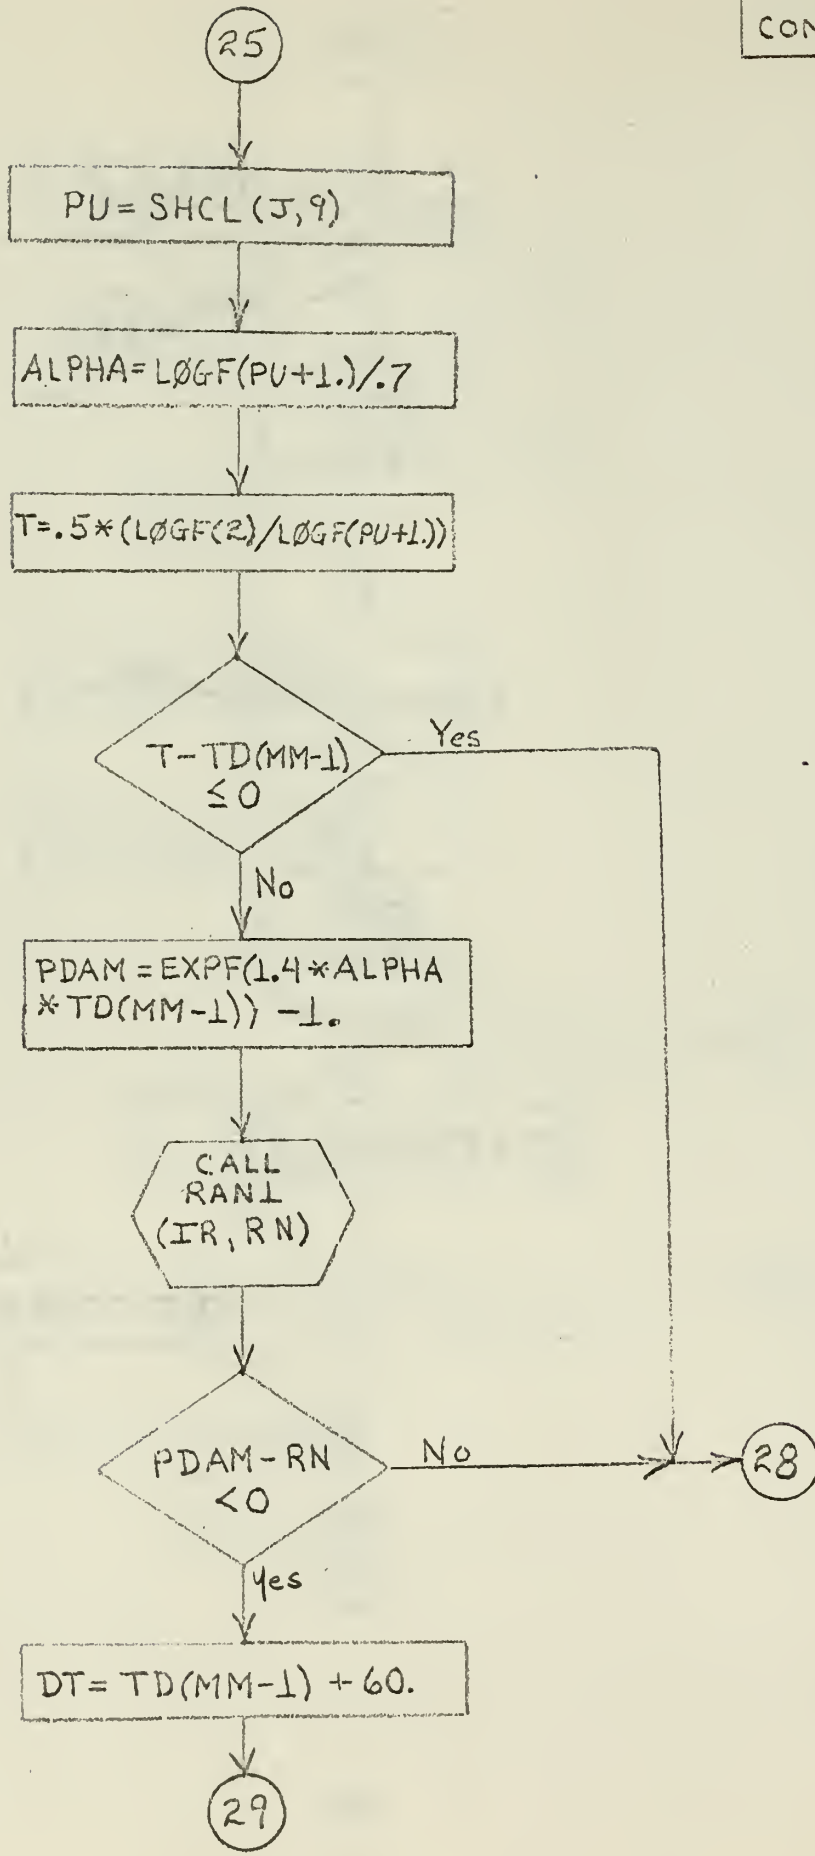 25
CON
PU = SHCL (J, 9)
ALPHA = LØGF(PU+1.)/.7
T=.5*(LØGF(2)/LØGF(PU+1.))
T-TD(MM-1)
≤ 0
Yes
No
PDAM = EXPF(1.4*ALPHA
*TD(MM-1)) -1.
CALL
RAN1
(IR, RN)
PDAM-RN
<0
No
28
Yes
DT= TD(MM-1) + 60.
29